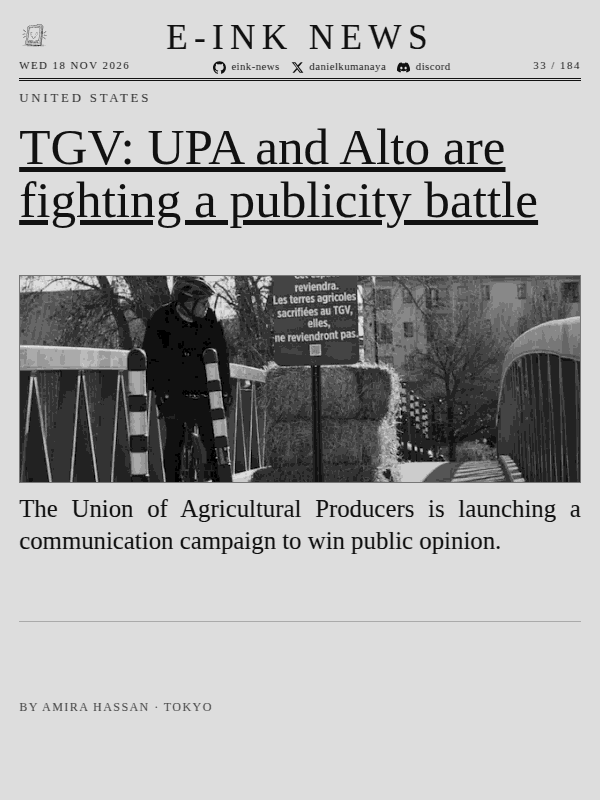 E-INK NEWS
WED 18 NOV 2026
eink-news
danielkumanaya
discord
33 / 184
UNITED STATES
TGV: UPA and Alto are
fighting a publicity battle
reviendra.
Les terres agricoles
sacrifiées au TGV,
elles,
ne reviendront pas.
The Union of Agricultural Producers is launching a
communication campaign to win public opinion.
BY AMIRA HASSAN · TOKYO